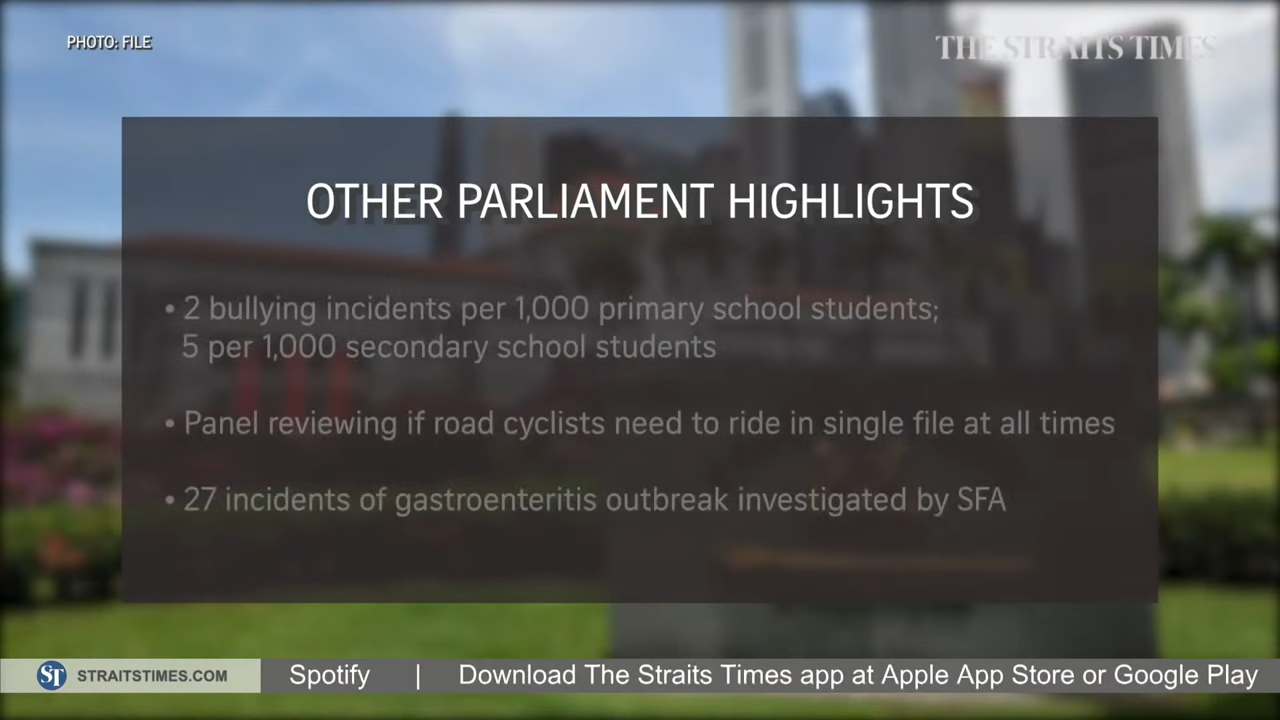 PHOTO: FILE
THE STRAITS TIMES
OTHER PARLIAMENT HIGHLIGHTS
• 2 bullying incidents per 1,000 primary school students;
5 per 1,000 secondary school students
• Panel reviewing if road cyclists need to ride in single file at all times
• 27 incidents of gastroenteritis outbreak investigated by SFA
ST STRAITSTIMES.COM Spotify | Download The Straits Times app at Apple App Store or Google Play